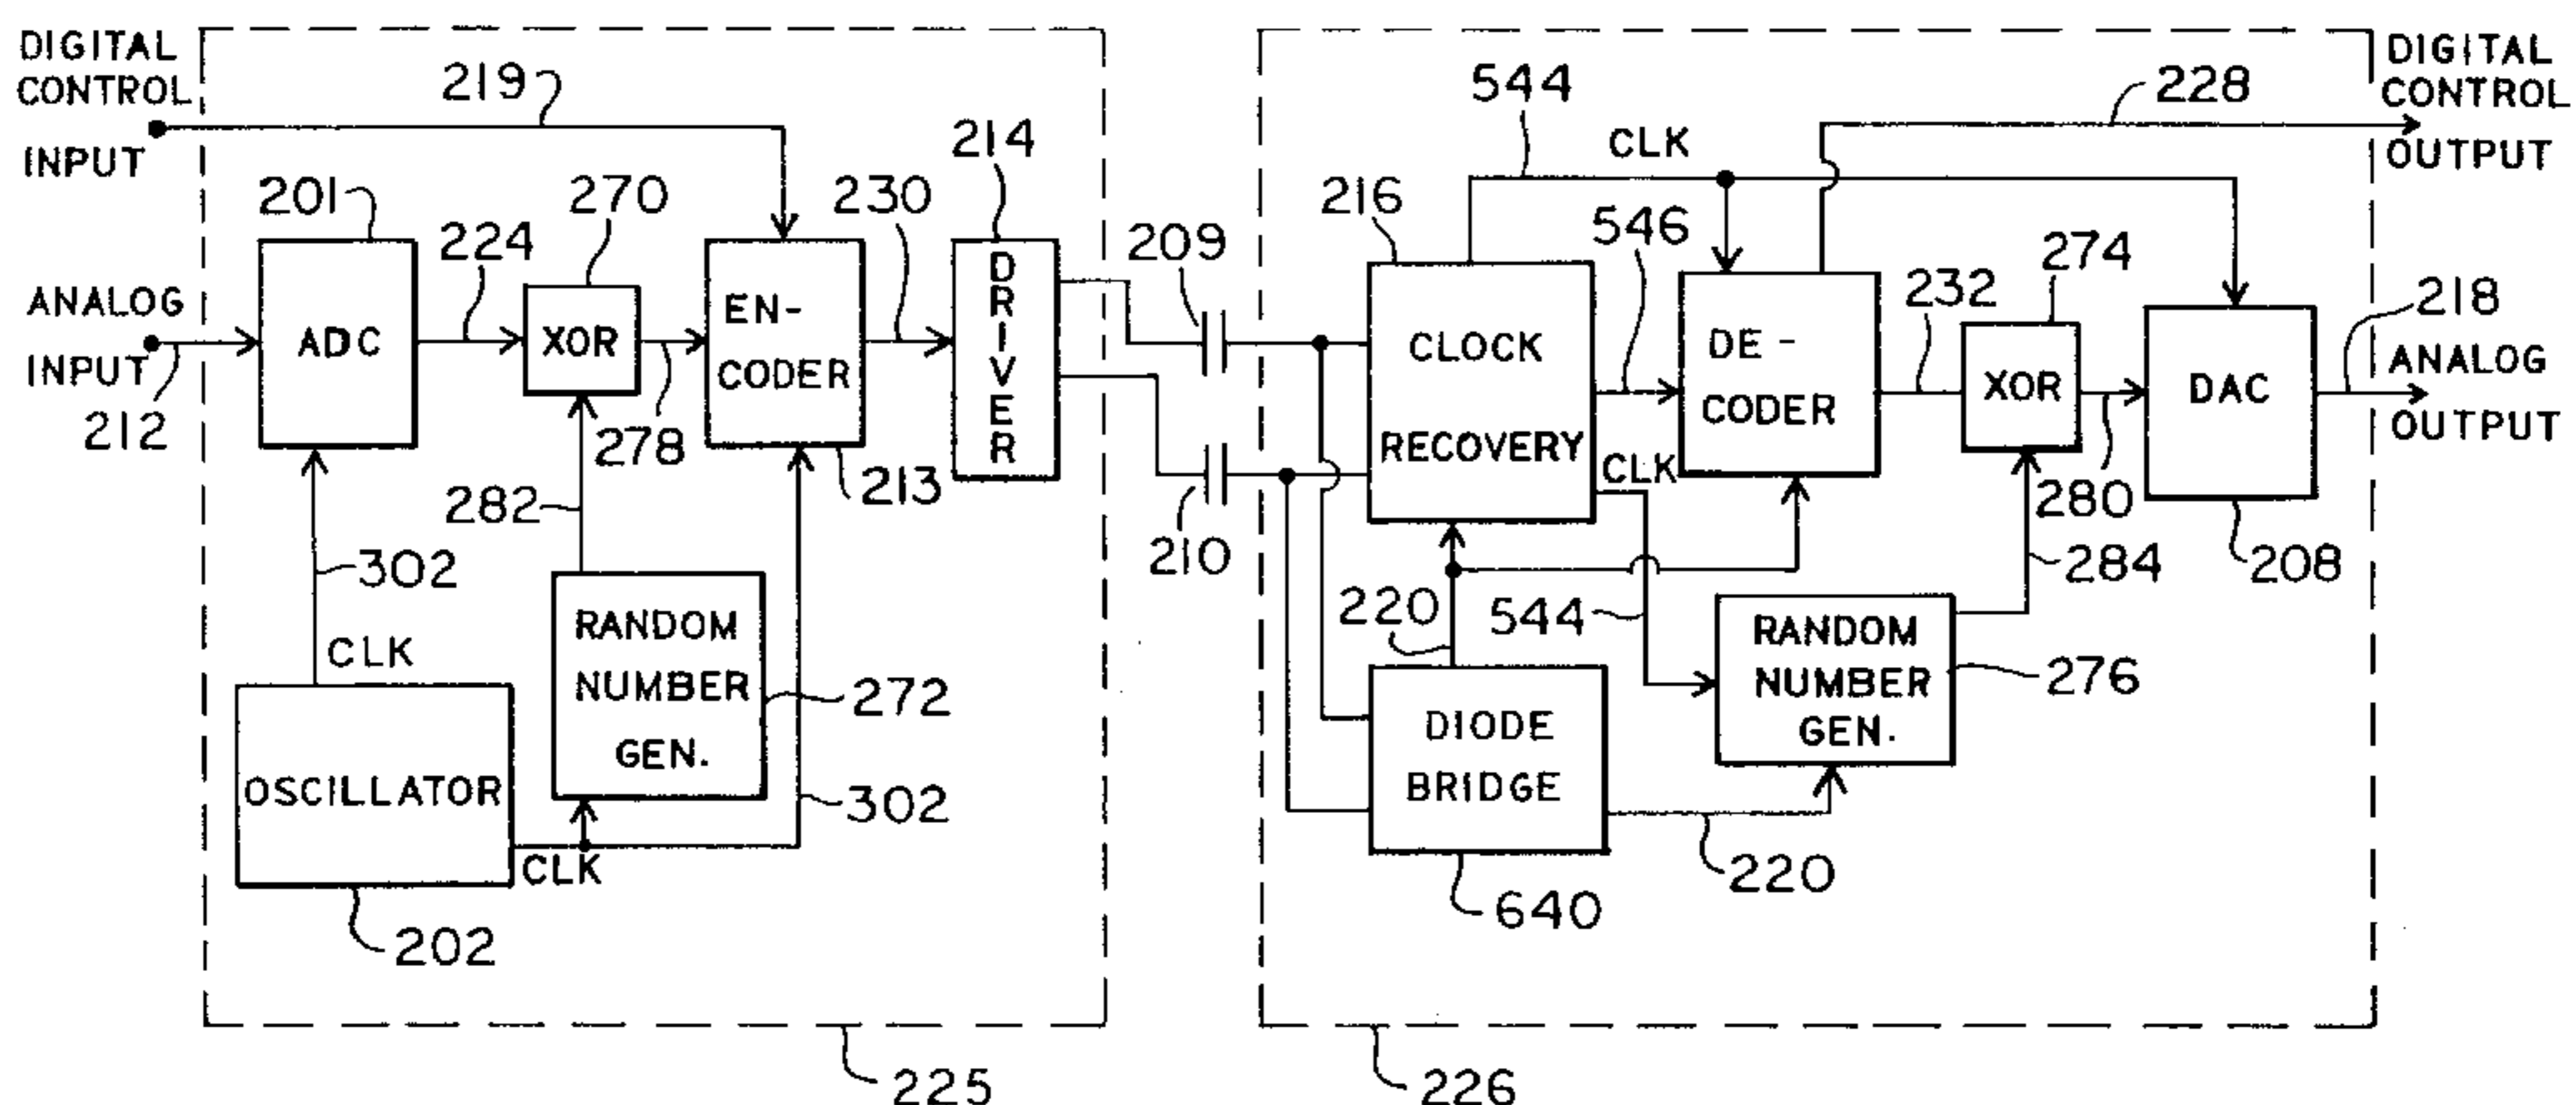 DIGITAL
CONTROL
INPUT
219
201
224
270
230
214
ANALOG
INPUT
212
ADC
XOR
278
EN-
CODER
213
DRIVER
282
302
CLK
OSCILLATOR
202
RANDOM
NUMBER
GEN.
272
302
CLK
225
209
210
544
CLK
228
DIGITAL
CONTROL
OUTPUT
216
546
CLOCK
RECOVERY
CLK
DE-
CODER
232
274
XOR
280
284
DAC
208
218
ANALOG
OUTPUT
220
544
DIODE
BRIDGE
640
RANDOM
NUMBER
GEN.
276
220
226